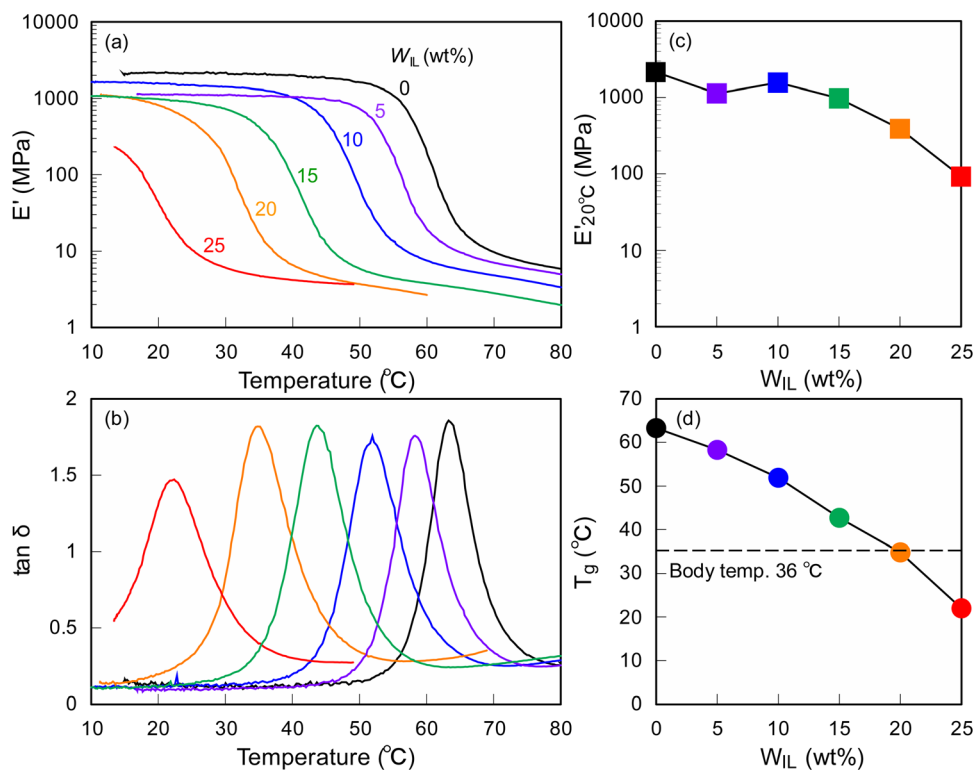 10000
1000
100
10
1
E' (MPa)
(a)
W_IL (wt%)
0
5
10
15
20
25
10 20 30 40 50 60 70 80
Temperature (°C)
10000
1000
100
10
1
E'20℃ (MPa)
(c)
0 5 10 15 20 25
W_IL (wt%)
2
1.5
1
0.5
0
tan δ
(b)
10 20 30 40 50 60 70 80
Temperature (°C)
70
60
50
40
30
20
10
0
T_g (°C)
(d)
Body temp. 36 °C
0 5 10 15 20 25
W_IL (wt%)